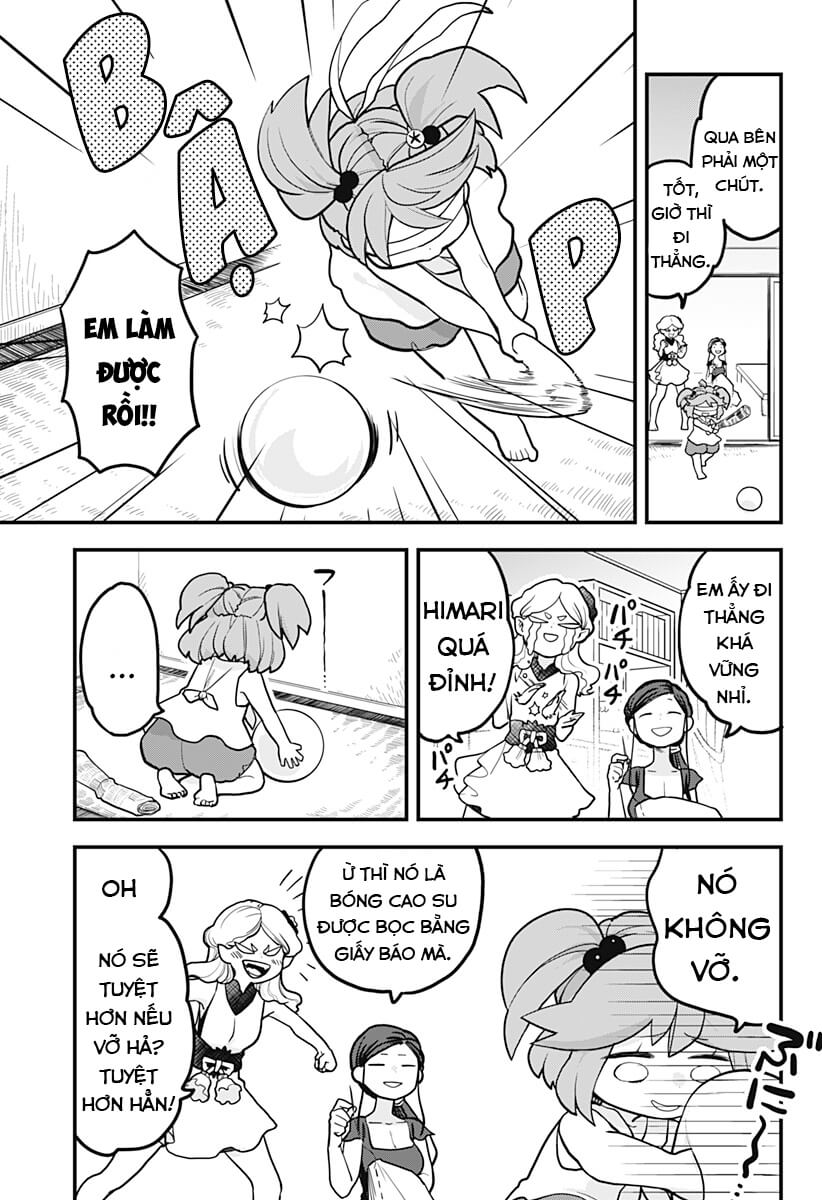 QUA BÊN
PHẢI MỘT
CHÚT.
TỐT,
GIỜ THÌ
ĐI
THẲNG..
BẬP
EM LÀM
ĐƯỢC
RỒI!!
EM ẤY ĐI
THẲNG
KHÁ
VỮNG
NHỈ.
パチ
パチ
パチ
HIMARI
QUÁ
ĐỈNH!
...
NÓ
KHÔNG
VỠ.
Ừ THÌ NÓ LÀ
BÓNG CAO SU
ĐƯỢC BỌC BẰNG
GIẤY BÁO MÀ.
OH
NÓ SẼ
TUYỆT
HƠN NẾU
VỠ HẢ?
TUYỆT
HƠN HẲN!